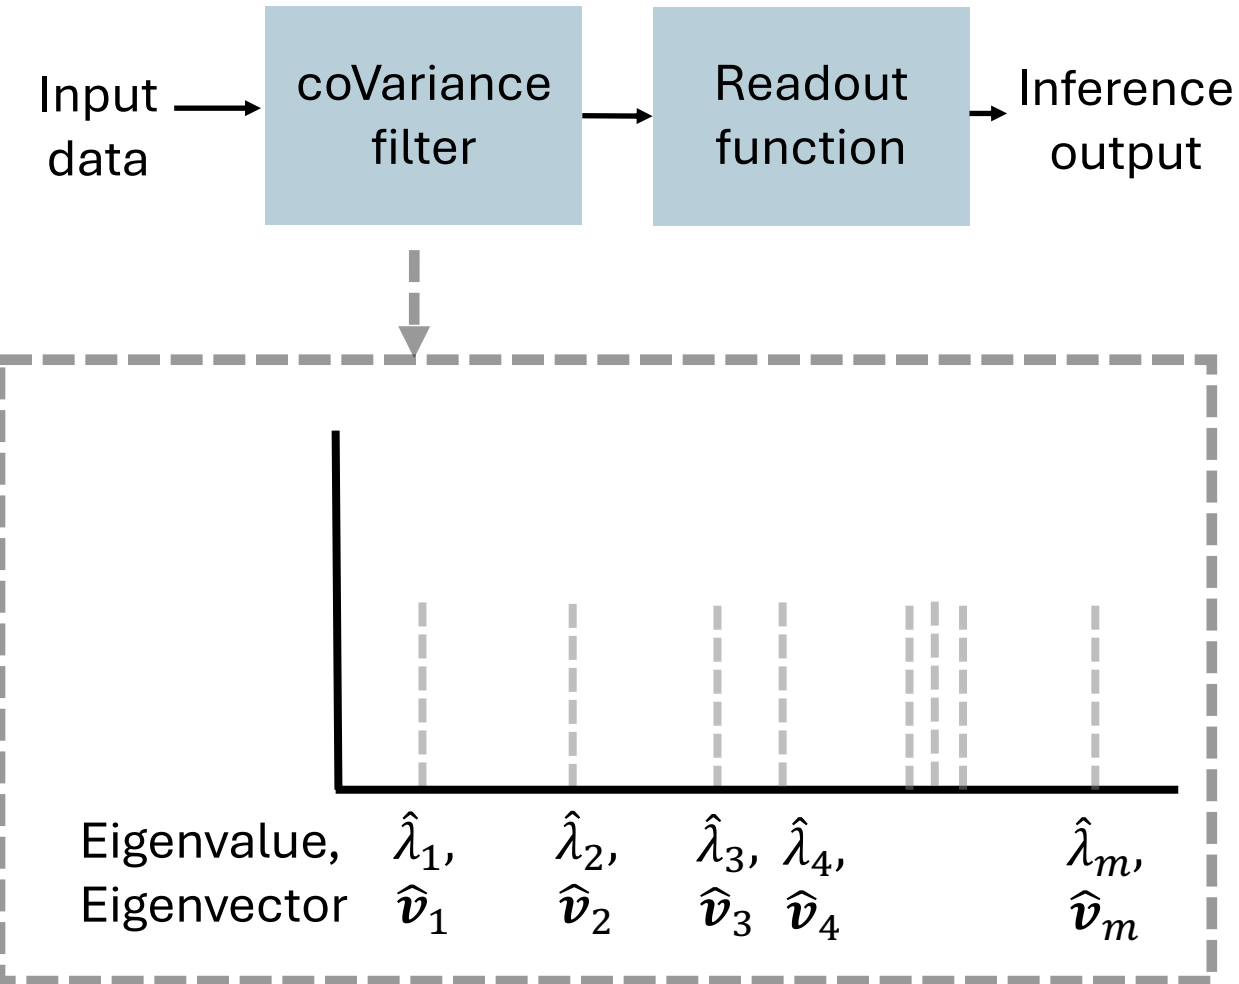 Input
data
coVariance
filter
Readout
function
Inference
output
Eigenvalue, λ̂₁, λ̂₂, λ̂₃, λ̂₄, λ̂ₘ,
Eigenvector v̂₁ v̂₂ v̂₃ v̂₄ v̂ₘ